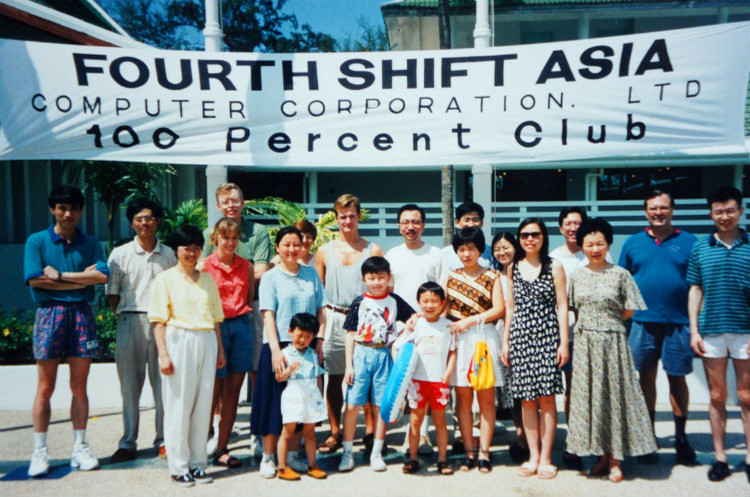 FOURTH SHIFT ASIA
COMPUTER CORPORATION. LTD
100 Percent Club